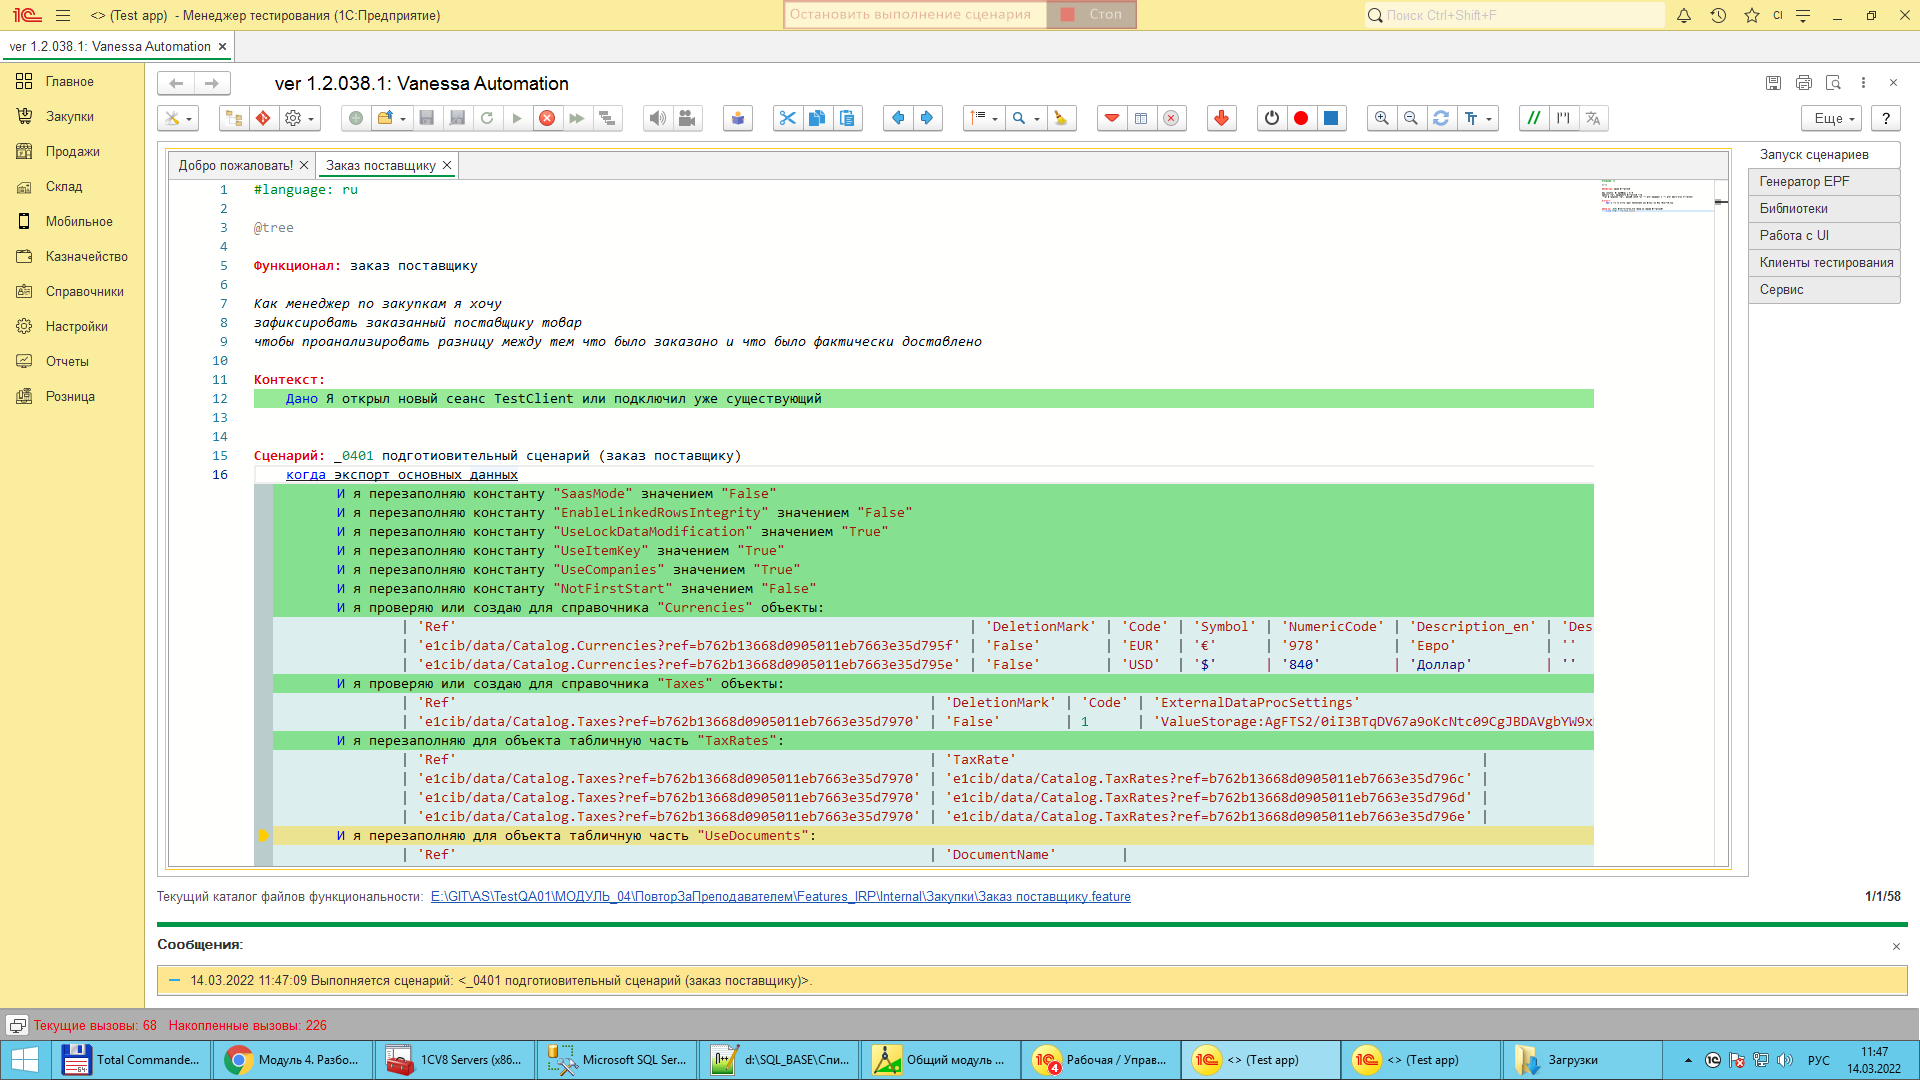 <> (Test app) - Менеджер тестирования (1С:Предприятие)
Остановить выполнение сценария Стоп
Поиск Ctrl+Shift+F
CI
ver 1.2.038.1: Vanessa Automation ×
Главное
Закупки
Продажи
Склад
Мобильное
Казначейство
Справочники
Настройки
Отчеты
Розница
ver 1.2.038.1: Vanessa Automation
Еще
?
Добро пожаловать! ×
Заказ поставщику ×
Запуск сценариев
Генератор EPF
Библиотеки
Работа с UI
Клиенты тестирования
Сервис
1 #language: ru
2
3 @tree
4
5 Функционал: заказ поставщику
6
7 Как менеджер по закупкам я хочу
8 зафиксировать заказанный поставщику товар
9 чтобы проанализировать разницу между тем что было заказано и что было фактически доставлено
10
11 Контекст:
12 Дано Я открыл новый сеанс TestClient или подключил уже существующий
13
14
15 Сценарий: _0401 подготиовительный сценарий (заказ поставщику)
16 когда экспорт основных данных
И я перезаполняю константу "SaasMode" значением "False"
И я перезаполняю константу "EnableLinkedRowsIntegrity" значением "False"
И я перезаполняю константу "UseLockDataModification" значением "True"
И я перезаполняю константу "UseItemKey" значением "True"
И я перезаполняю константу "UseCompanies" значением "True"
И я перезаполняю константу "NotFirstStart" значением "False"
И я проверяю или создаю для справочника "Currencies" объекты:
| 'Ref' | 'DeletionMark' | 'Code' | 'Symbol' | 'NumericCode' | 'Description_en' | 'Des
| 'e1cib/data/Catalog.Currencies?ref=b762b13668d0905011eb7663e35d795f' | 'False' | 'EUR' | '€' | '978' | 'Евро' | ''
| 'e1cib/data/Catalog.Currencies?ref=b762b13668d0905011eb7663e35d795e' | 'False' | 'USD' | '$' | '840' | 'Доллар' | ''
И я проверяю или создаю для справочника "Taxes" объекты:
| 'Ref' | 'DeletionMark' | 'Code' | 'ExternalDataProcSettings'
| 'e1cib/data/Catalog.Taxes?ref=b762b13668d0905011eb7663e35d7970' | 'False' | 1 | 'ValueStorage:AgFTS2/0iI3BTqDV67a9oKcNtc09CgJBDAVgbYW9x
И я перезаполняю для объекта табличную часть "TaxRates":
| 'Ref' | 'TaxRate' |
| 'e1cib/data/Catalog.Taxes?ref=b762b13668d0905011eb7663e35d7970' | 'e1cib/data/Catalog.TaxRates?ref=b762b13668d0905011eb7663e35d796c' |
| 'e1cib/data/Catalog.Taxes?ref=b762b13668d0905011eb7663e35d7970' | 'e1cib/data/Catalog.TaxRates?ref=b762b13668d0905011eb7663e35d796d' |
| 'e1cib/data/Catalog.Taxes?ref=b762b13668d0905011eb7663e35d7970' | 'e1cib/data/Catalog.TaxRates?ref=b762b13668d0905011eb7663e35d796e' |
И я перезаполняю для объекта табличную часть "UseDocuments":
| 'Ref' | 'DocumentName' |
Текущий каталог файлов функциональности: E:\GIT\AS\TestQA01\МОДУЛЬ_04\ПовторЗаПреподавателем\Features_IRP\Internal\Закупки\Заказ поставщику.feature 1/1/58
Сообщения:
14.03.2022 11:47:09 Выполняется сценарий: <_0401 подготиовительный сценарий (заказ поставщику)>.
Текущие вызовы: 68 Накопленные вызовы: 226
Total Commande...
Модуль 4. Разбо...
1CV8 Servers (x86...
Microsoft SQL Ser...
d:\SQL_BASE\Спи...
Общий модуль ...
Рабочая / Управ...
<> (Test app)
<> (Test app)
Загрузки
РУС
11:47
14.03.2022